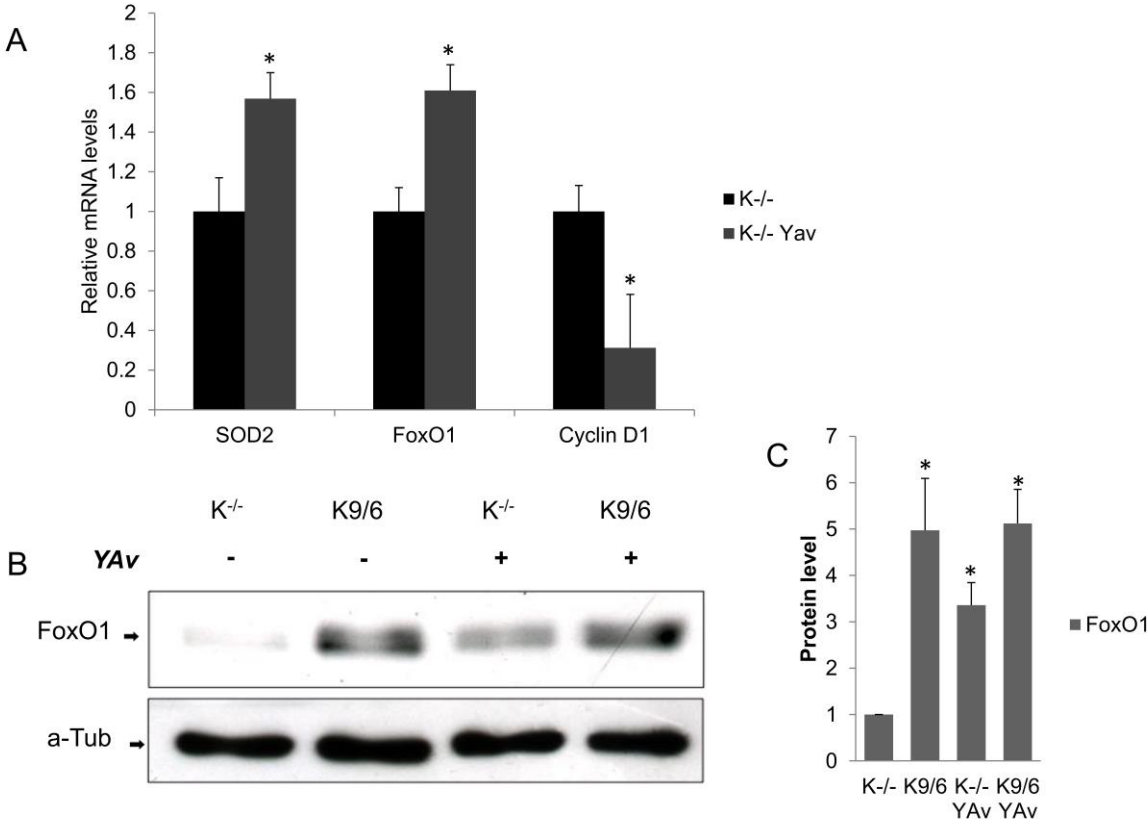 A
Relative mRNA levels
2
1.8
1.6
1.4
1.2
1
0.8
0.6
0.4
0.2
0
*
*
*
SOD2 FoxO1 Cyclin D1
K-/-
K-/- Yav
B
K-/- K9/6 K-/- K9/6
YAv - - + +
FoxO1
a-Tub
C
Protein level
7
6
5
4
3
2
1
0
*
*
*
FoxO1
K-/- K9/6 K-/- K9/6
YAv YAv